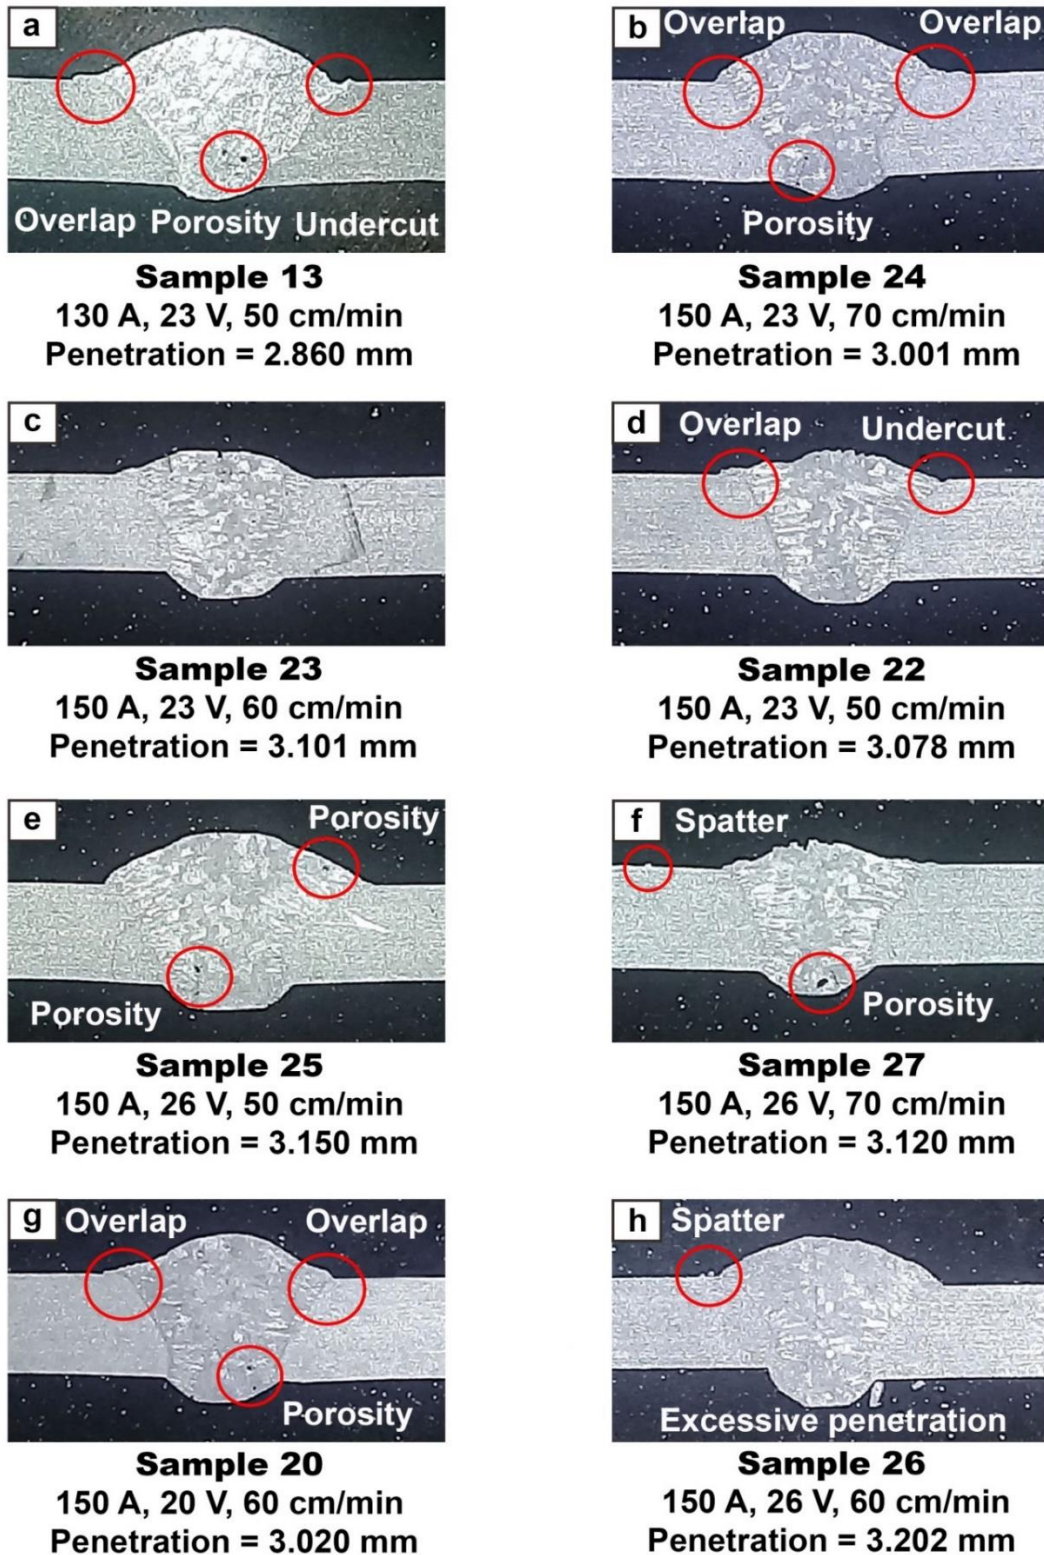 a
Overlap Porosity Undercut
Sample 13
130 A, 23 V, 50 cm/min
Penetration = 2.860 mm
b
Overlap Overlap
Porosity
Sample 24
150 A, 23 V, 70 cm/min
Penetration = 3.001 mm
c
Sample 23
150 A, 23 V, 60 cm/min
Penetration = 3.101 mm
d
Overlap Undercut
Sample 22
150 A, 23 V, 50 cm/min
Penetration = 3.078 mm
e
Porosity
Porosity
Sample 25
150 A, 26 V, 50 cm/min
Penetration = 3.150 mm
f
Spatter
Porosity
Sample 27
150 A, 26 V, 70 cm/min
Penetration = 3.120 mm
g
Overlap Overlap
Porosity
Sample 20
150 A, 20 V, 60 cm/min
Penetration = 3.020 mm
h
Spatter
Excessive penetration
Sample 26
150 A, 26 V, 60 cm/min
Penetration = 3.202 mm